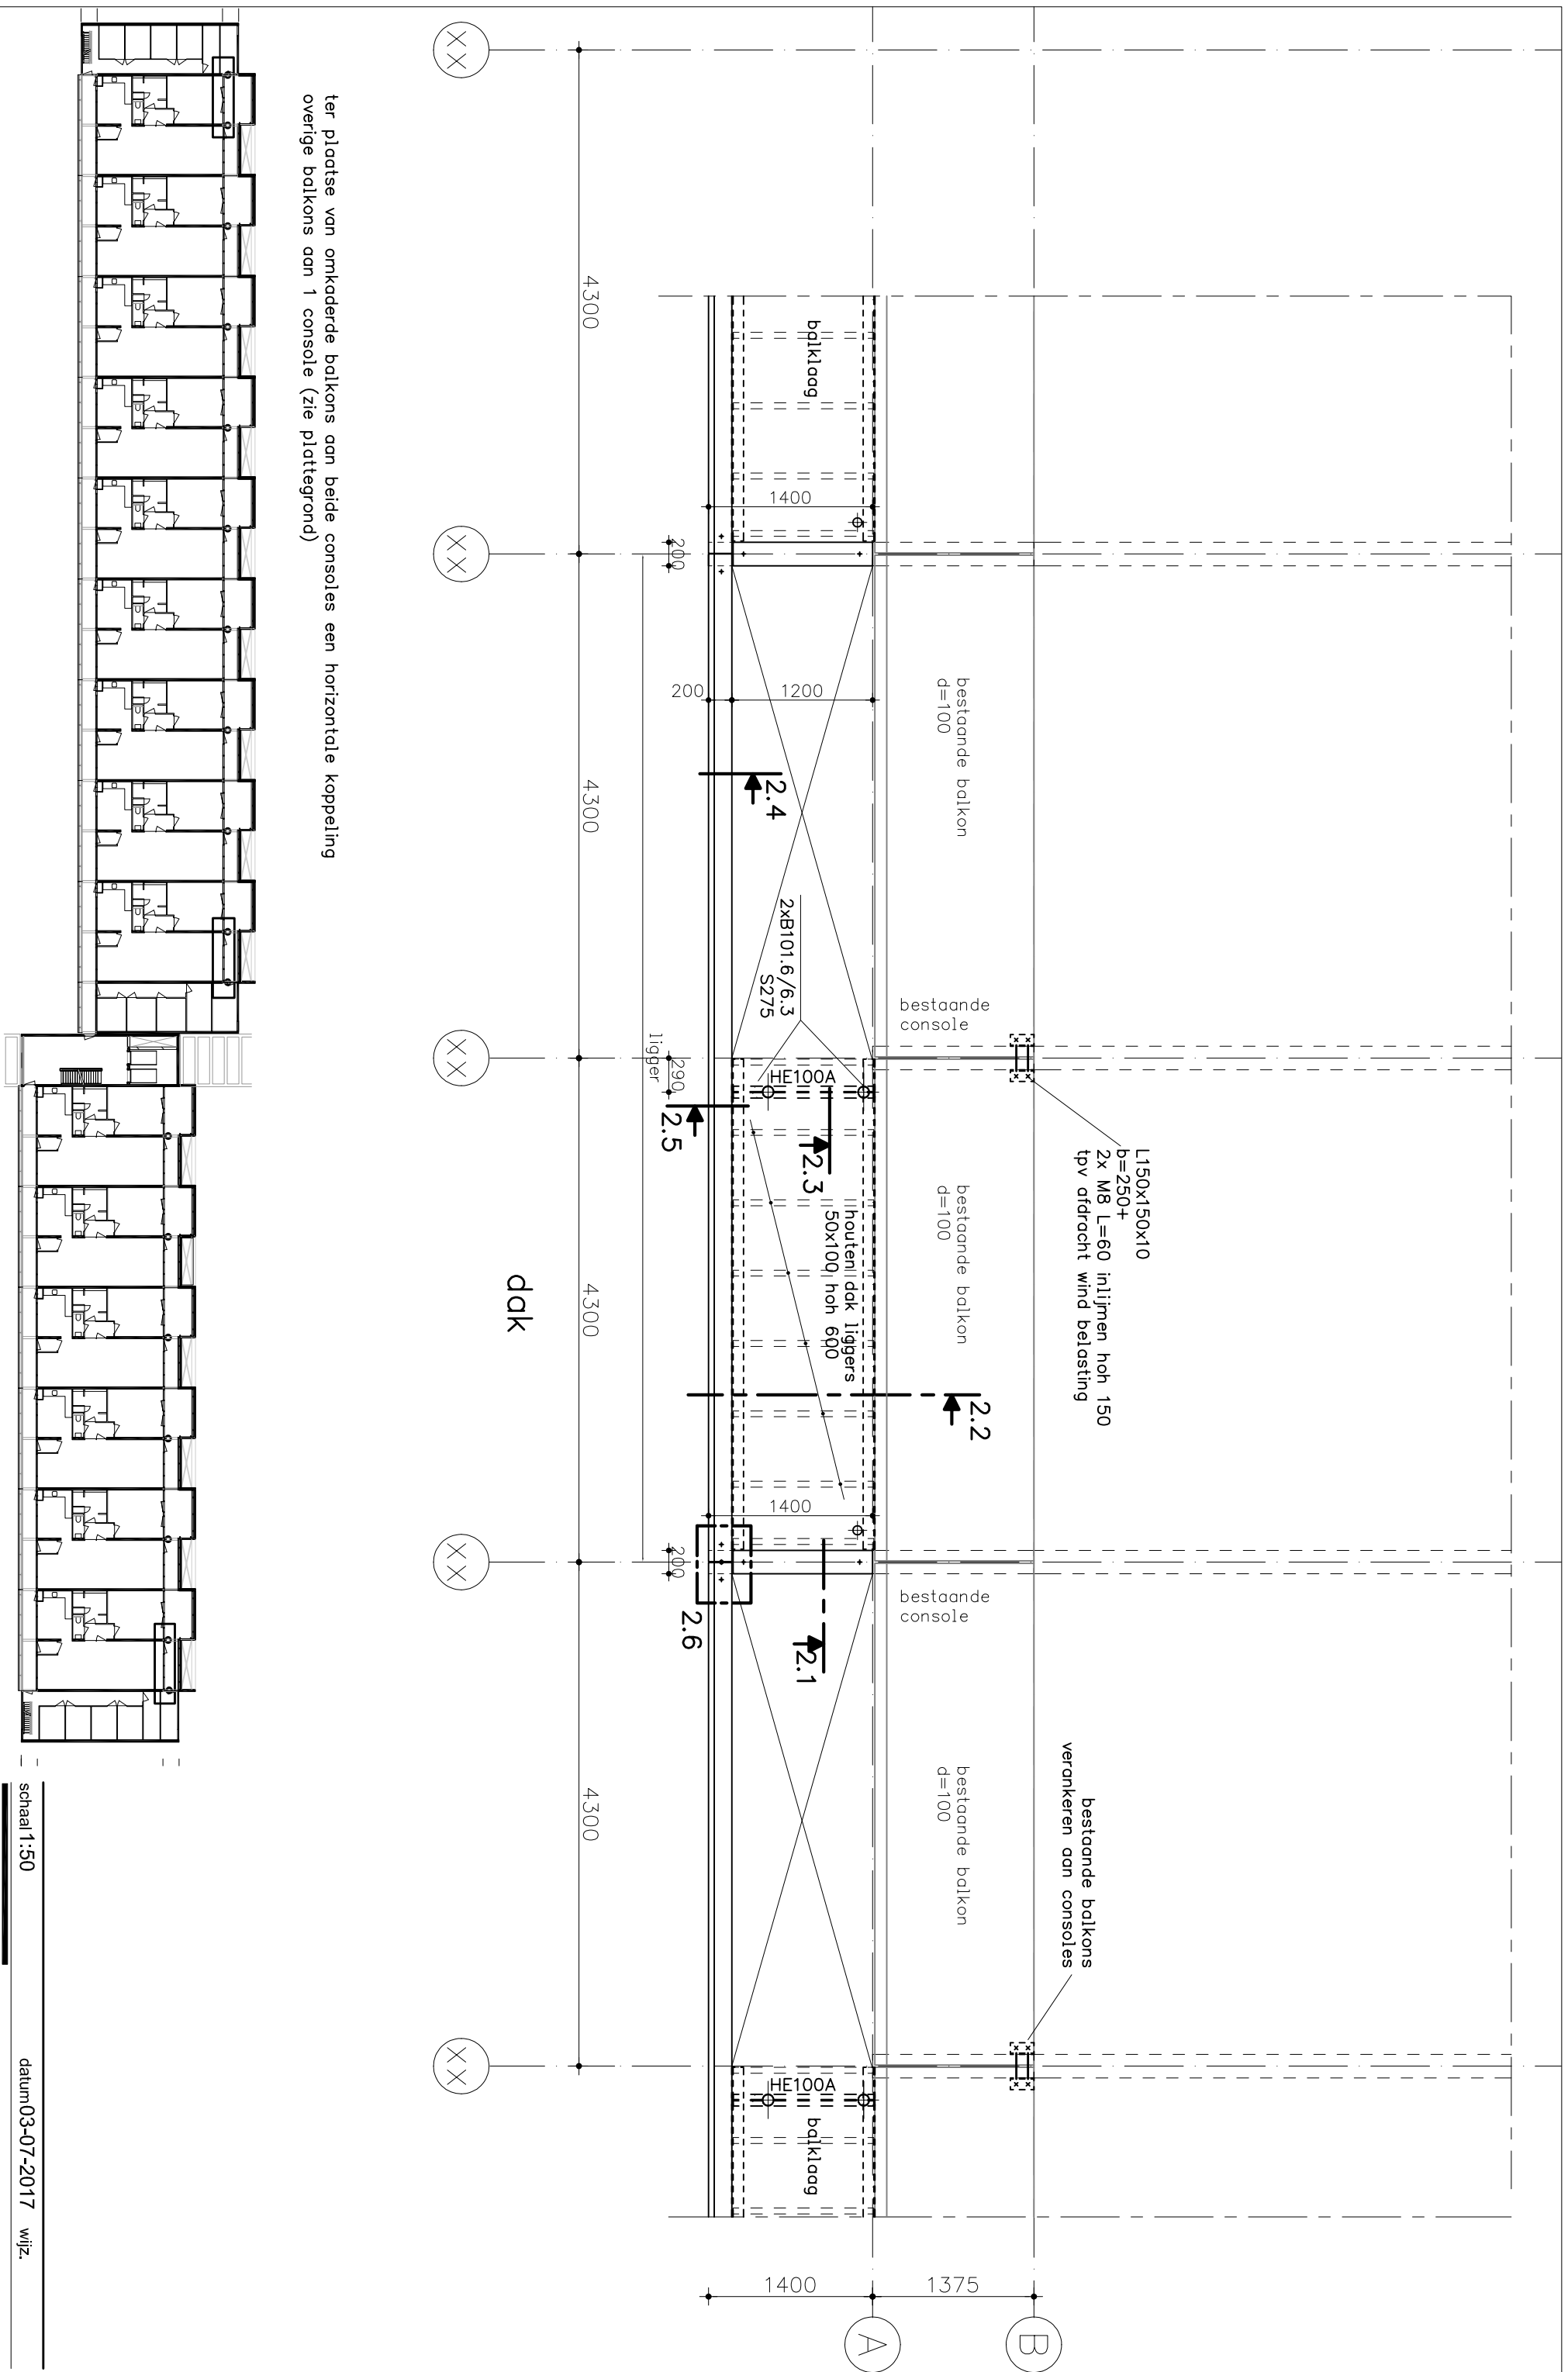 XX
XX
XX
XX
XX
4300
4300
4300
4300
dak
B
A
1375
1400
L150x150x10
b=250+
2x M8 L=60 inlijmen hoh 150
tpv afdracht wind belasting
bestaande balkons
verankeren aan consoles
bestaande balkon
d=100
bestaande
console
bestaande balkon
d=100
bestaande
console
bestaande balkon
d=100
balklaag
1400
200
1200
200
2.4
2xB101.6/6.3
S275
HE100A
290
ligger
2.5
2.3
houten dak liggers
50x100 hoh 600
2.2
1400
200
2.6
2.1
HE100A
balklaag
ter plaatse van omkaderde balkons aan beide consoles een horizontale koppeling
overige balkons aan 1 console (zie plattegrond)
schaal 1:50
datum 03-07-2017 wijz.